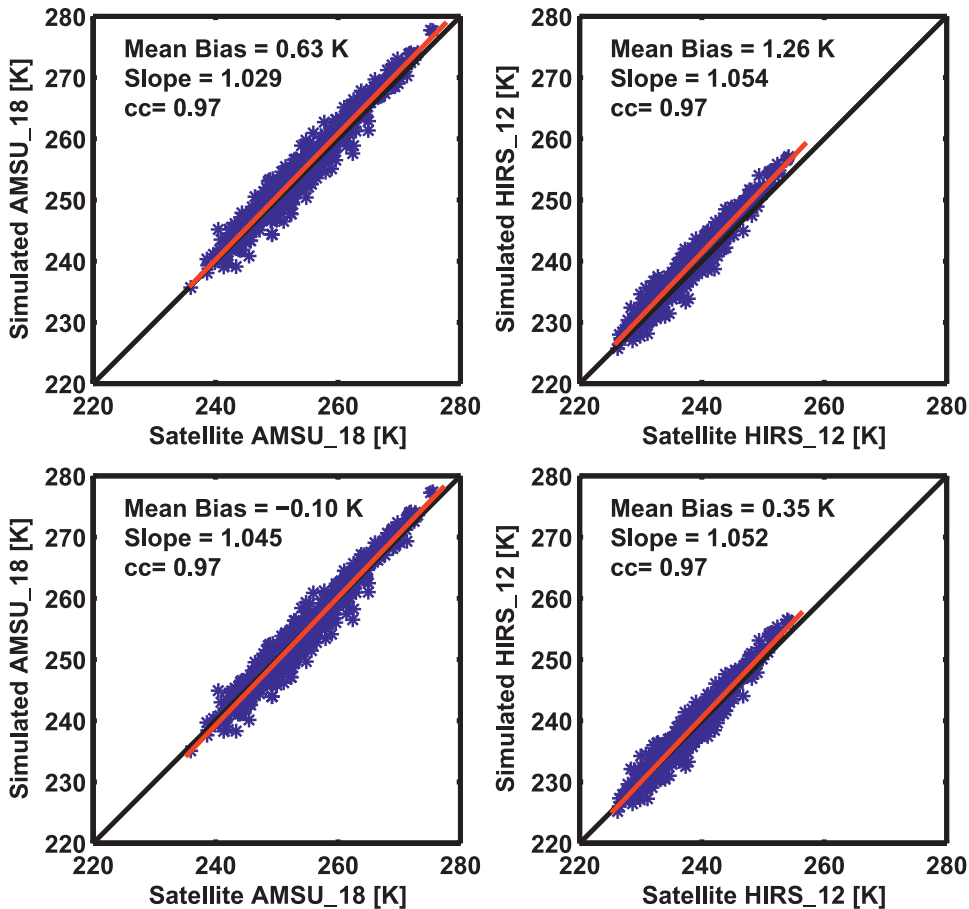 280
270
260
250
240
230
220
Simulated AMSU_18 [K]
Mean Bias = 0.63 K
Slope = 1.029
cc= 0.97
220 240 260 280
Satellite AMSU_18 [K]
280
270
260
250
240
230
220
Simulated HIRS_12 [K]
Mean Bias = 1.26 K
Slope = 1.054
cc= 0.97
220 240 260 280
Satellite HIRS_12 [K]
280
270
260
250
240
230
220
Simulated AMSU_18 [K]
Mean Bias = −0.10 K
Slope = 1.045
cc= 0.97
220 240 260 280
Satellite AMSU_18 [K]
280
270
260
250
240
230
220
Simulated HIRS_12 [K]
Mean Bias = 0.35 K
Slope = 1.052
cc= 0.97
220 240 260 280
Satellite HIRS_12 [K]